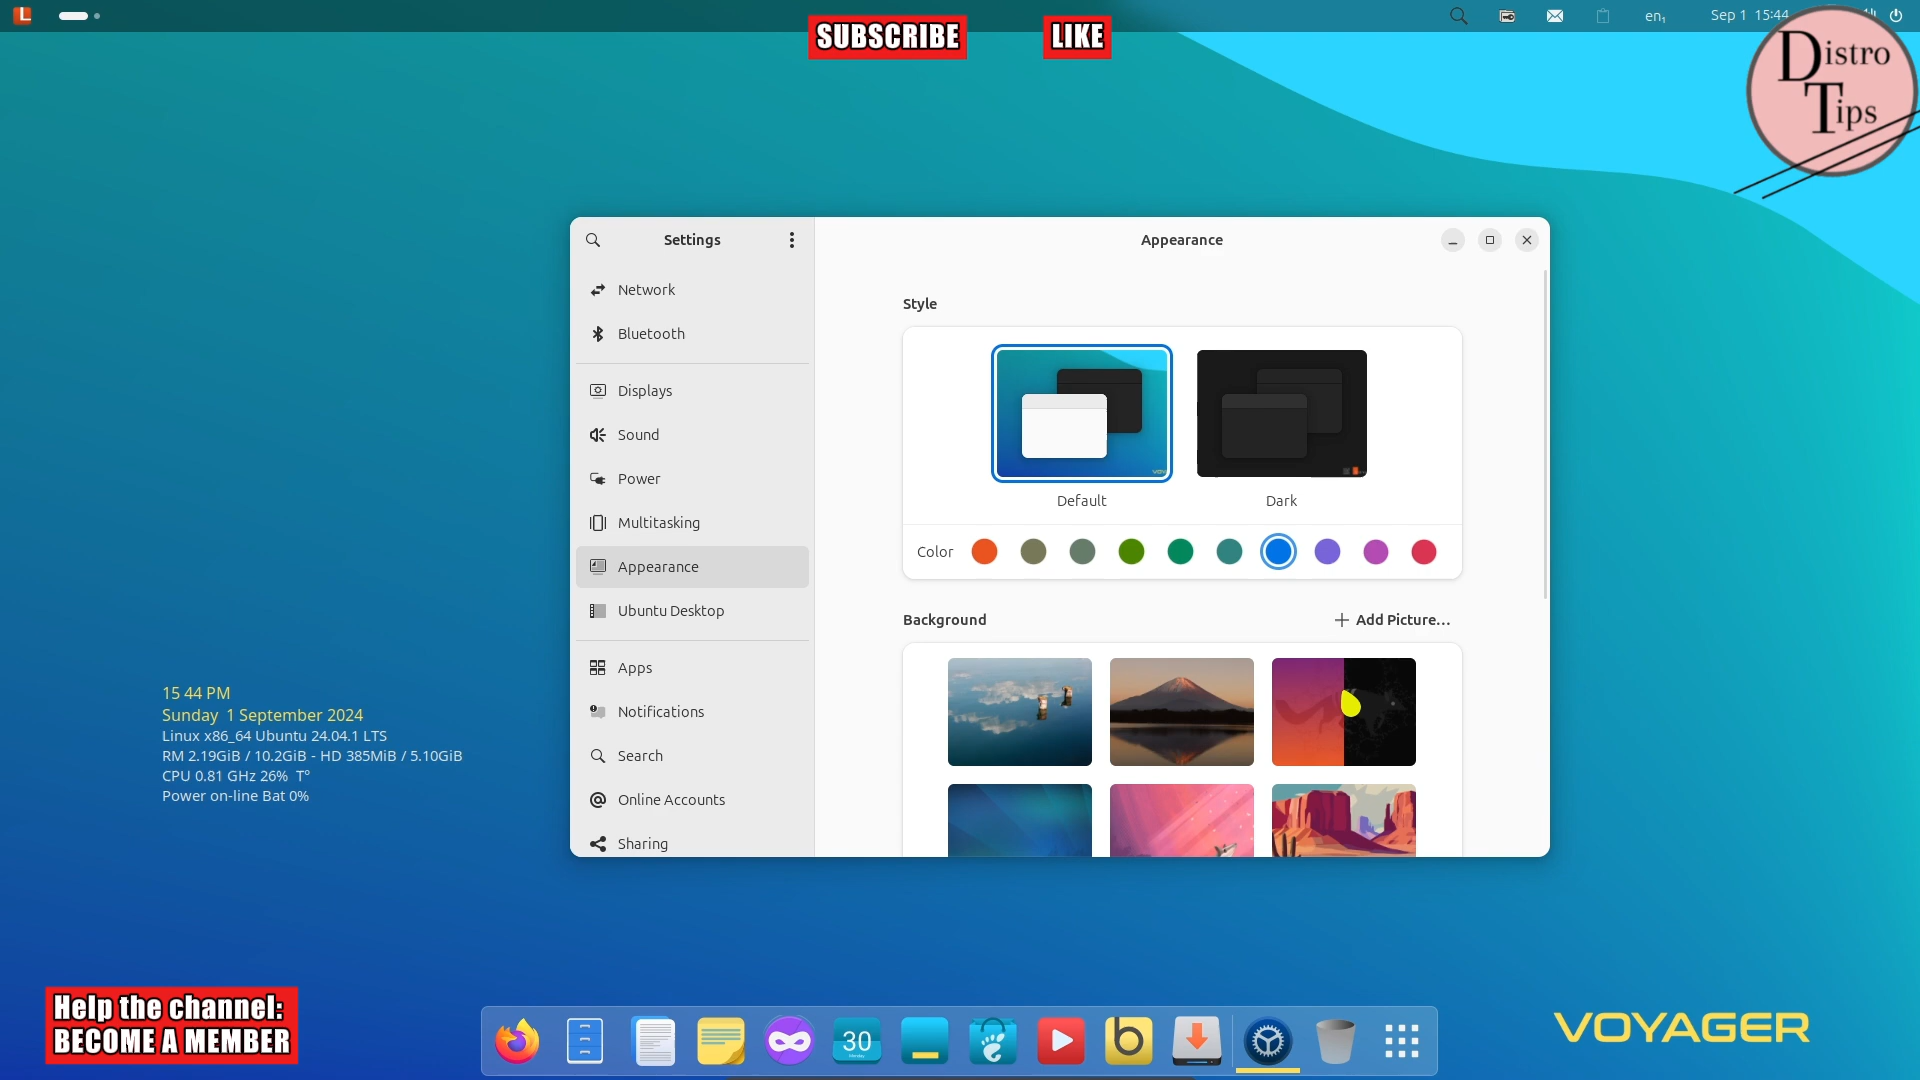 L
en₁
Sep 1 15:44
SUBSCRIBE
LIKE
Distro
Tips
Settings
Appearance
Network
Bluetooth
Displays
Sound
Power
Multitasking
Appearance
Ubuntu Desktop
Apps
Notifications
Search
Online Accounts
Sharing
Style
Default
Dark
Color
Background
Add Picture...
15 44 PM
Sunday 1 September 2024
Linux x86_64 Ubuntu 24.04.1 LTS
RM 2.19GiB / 10.2GiB - HD 385MiB / 5.10GiB
CPU 0.81 GHz 26% T°
Power on-line Bat 0%
Help the channel:
BECOME A MEMBER
30
Monday
b
VOYAGER